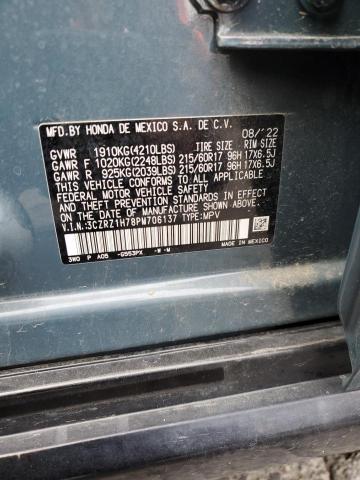 MFD.BY HONDA DE MEXICO S.A. DE C.V. 08/'22
GVWR 1910KG(4210LBS) TIRE SIZE RIM SIZE
GAWR F 1020KG(2248LBS) 215/60R17 96H 17X6.5J
GAWR R 925KG(2039LBS) 215/60R17 96H 17X6.5J
THIS VEHICLE CONFORMS TO ALL APPLICABLE
FEDERAL MOTOR VEHICLE SAFETY STANDARDS IN EFFECT
ON THE DATE OF MANUFACTURE SHOWN ABOVE.
V.I.N:3CZRZ1H78PM706137 TYPE:MPV
3W0 P A05 -G553PX -W-M MADE IN MEXICO